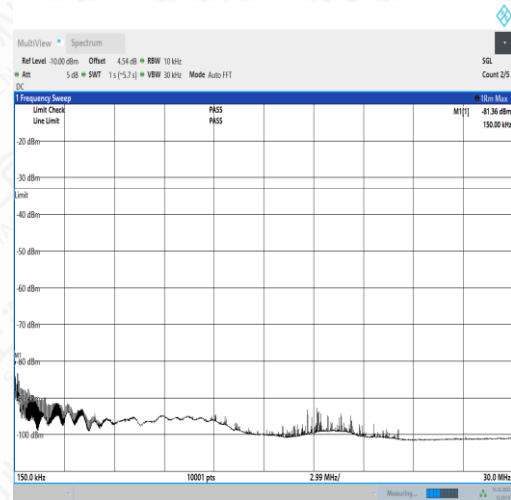 MultiView Spectrum
Ref Level -10.00 dBm Offset 4.54 dB RBW 10 kHz SGL
Att 5 dB SWT 1 s (~5.7 s) VBW 30 kHz Mode Auto FFT Count 2/5
DC
1 Frequency Sweep 1Rm Max
Limit Check PASS M1[1] -81.36 dBm
Line Limit PASS 150.00 kHz
-20 dBm
-30 dBm
Limit
-40 dBm
-50 dBm
-60 dBm
-70 dBm
M1
-80 dBm
-100 dBm
150.0 kHz 10001 pts 2.99 MHz/ 30.0 MHz
Measuring...